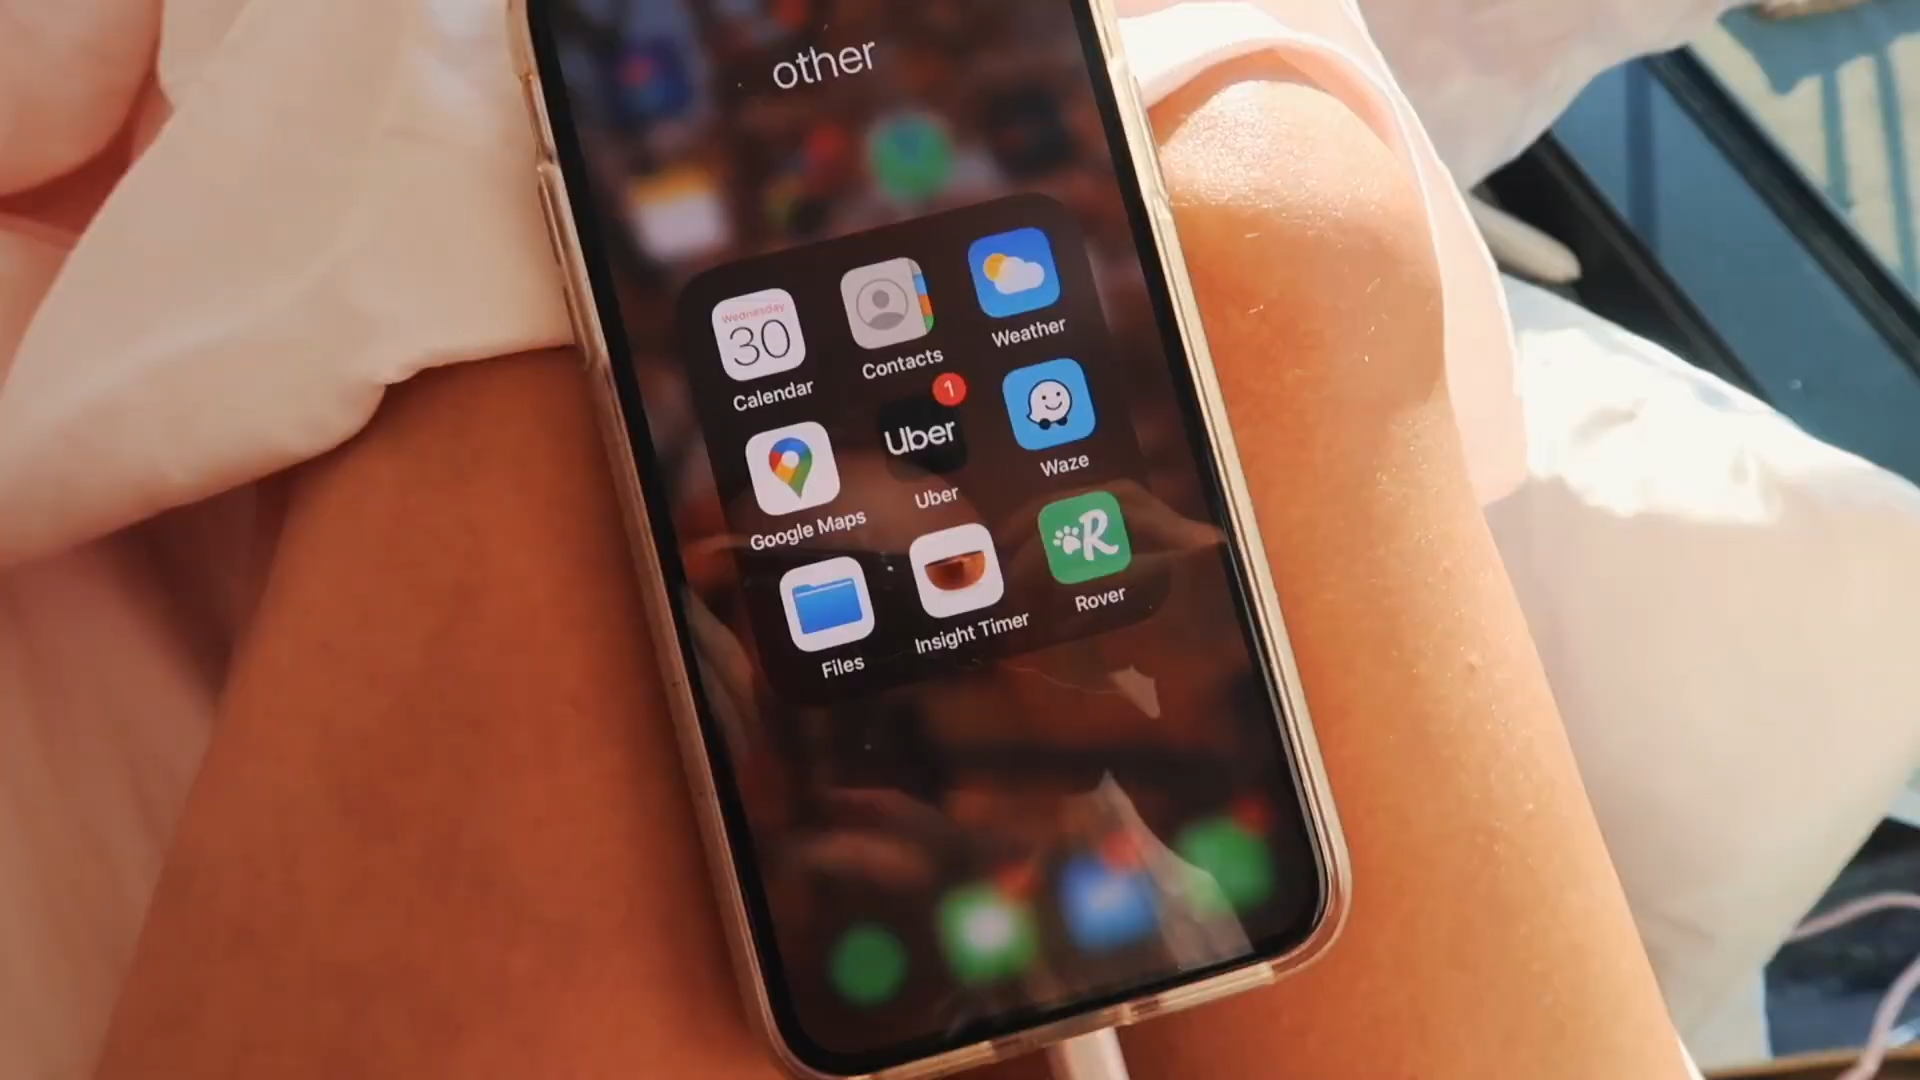 other
Wednesday
30
Calendar
Contacts
Weather
Google Maps
1
Uber
Uber
Waze
Files
Insight Timer
R
Rover